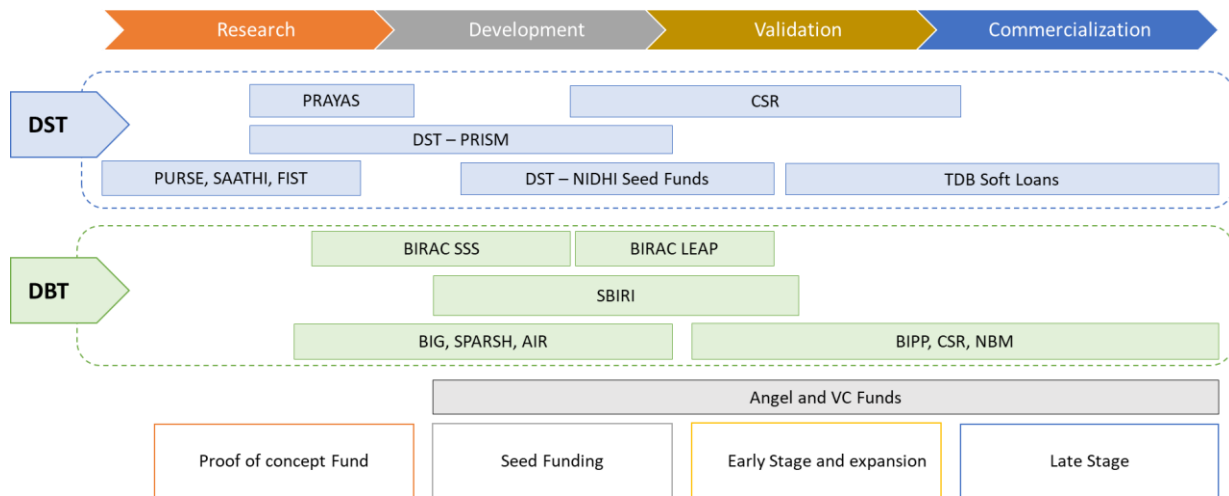 Research
Development
Validation
Commercialization
DST
PRAYAS
CSR
DST – PRISM
PURSE, SAATHI, FIST
DST – NIDHI Seed Funds
TDB Soft Loans
DBT
BIRAC SSS
BIRAC LEAP
SBIRI
BIG, SPARSH, AIR
BIPP, CSR, NBM
Angel and VC Funds
Proof of concept Fund
Seed Funding
Early Stage and expansion
Late Stage